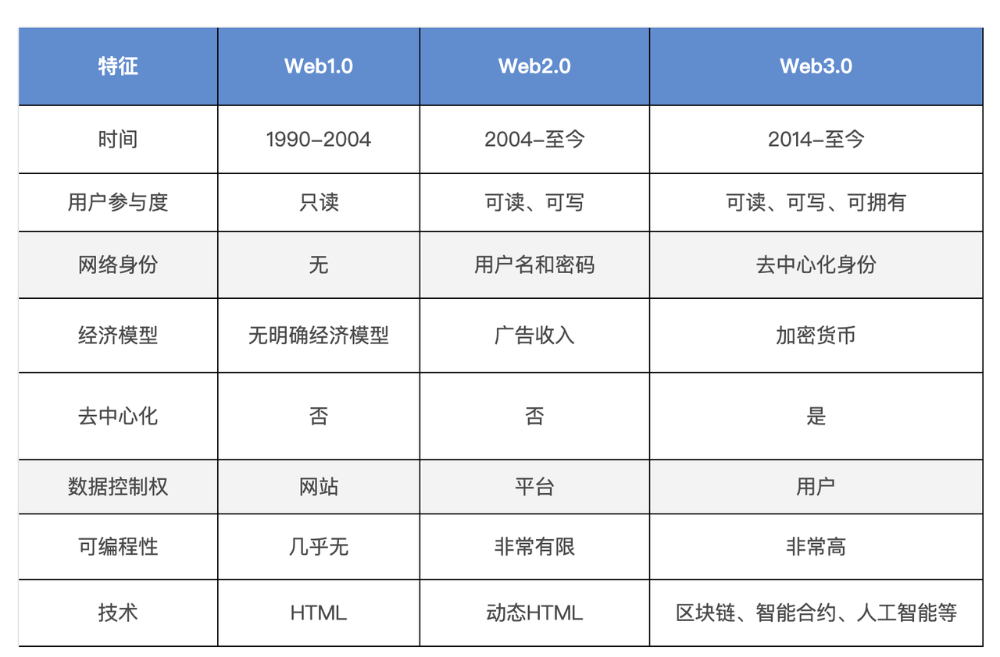 特征 Web1.0 Web2.0 Web3.0
时间 1990-2004 2004-至今 2014-至今
用户参与度 只读 可读、可写 可读、可写、可拥有
网络身份 无 用户名和密码 去中心化身份
经济模型 无明确经济模型 广告收入 加密货币
去中心化 否 否 是
数据控制权 网站 平台 用户
可编程性 几乎无 非常有限 非常高
技术 HTML 动态HTML 区块链、智能合约、人工智能等